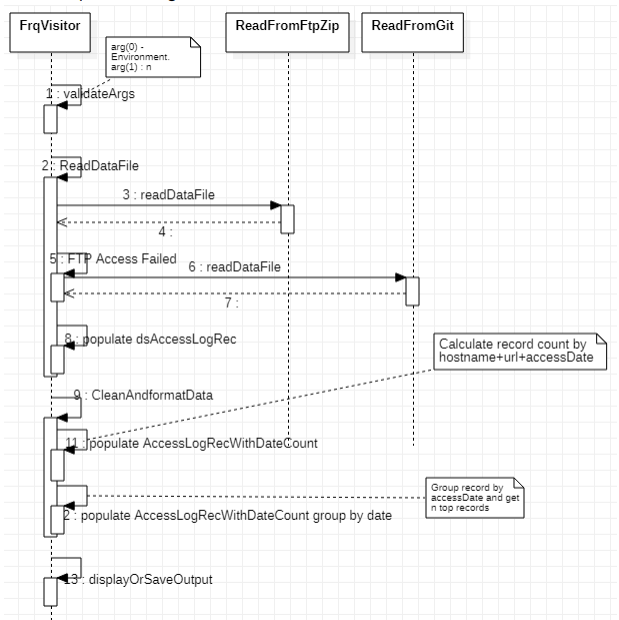 FrqVisitor
ReadFromFtpZip
ReadFromGit
arg(0) -
Environment.
arg(1) : n
1 : validateArgs
2 : ReadDataFile
3 : readDataFile
4 :
5 : FTP Access Failed
6 : readDataFile
7 :
8 : populate dsAccessLogRec
Calculate record count by
hostname+url+accessDate
9 : CleanAndformatData
11 : populate AccessLogRecWithDateCount
Group record by
accessDate and get
n top records
2 : populate AccessLogRecWithDateCount group by date
13 : displayOrSaveOutput